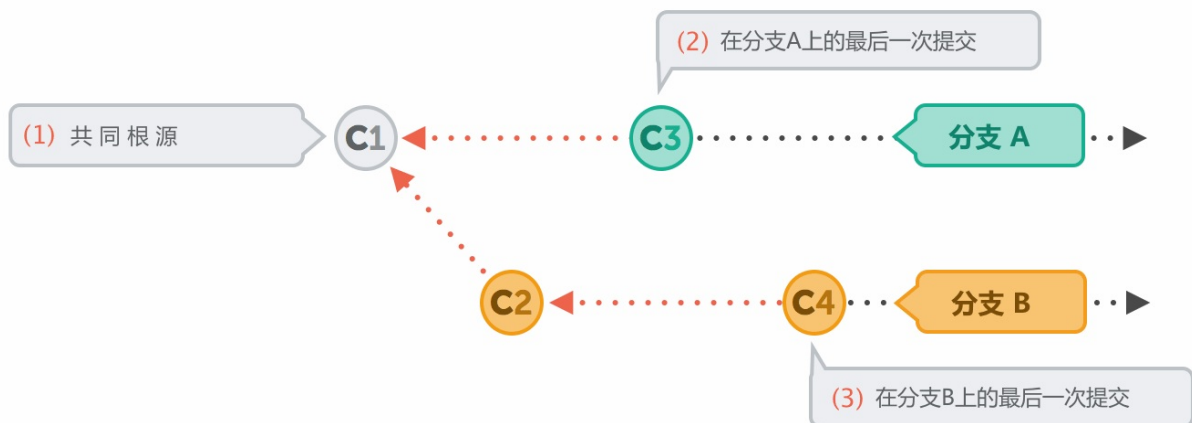 (2) 在分支A上的最后一次提交
(1) 共同根源
C1
C3
分支 A
C2
C4
分支 B
(3) 在分支B上的最后一次提交